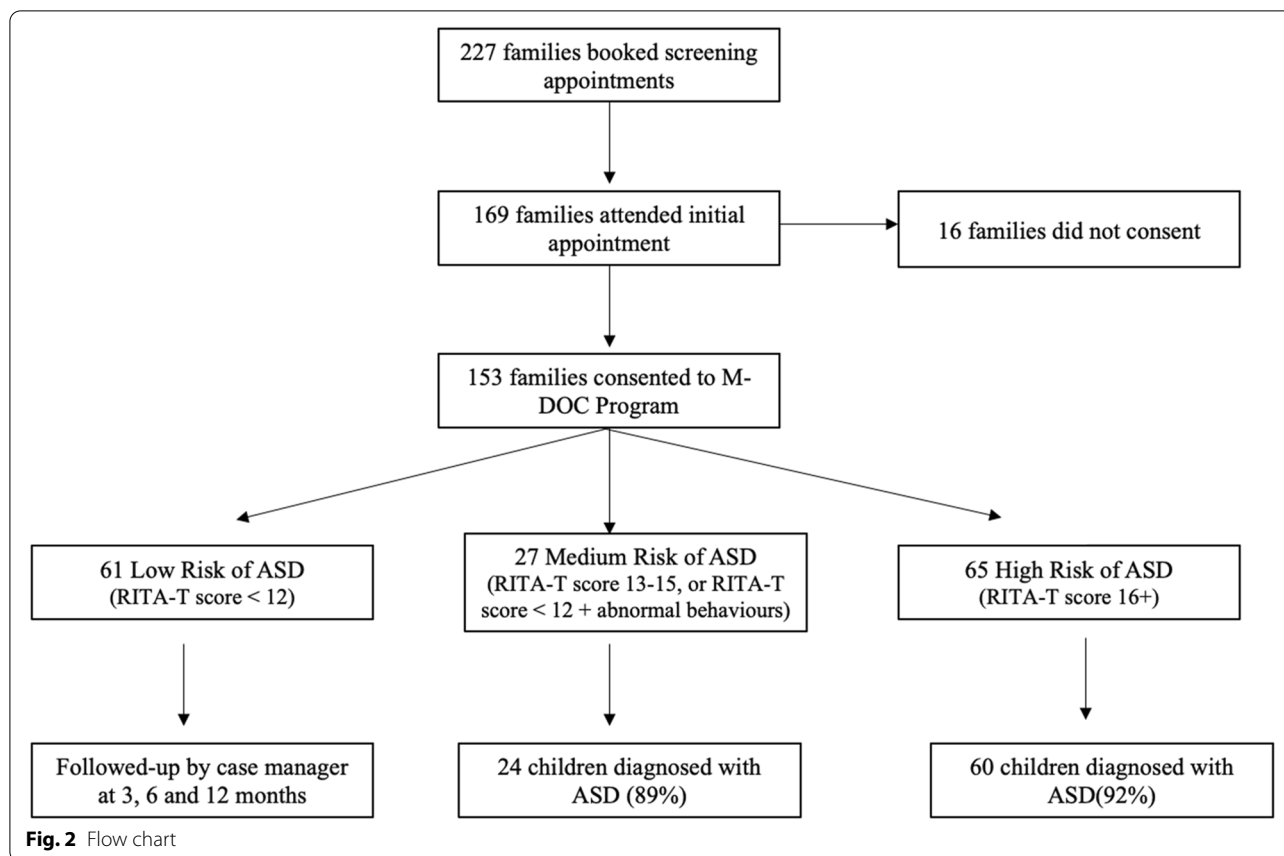 227 families booked screening
appointments
169 families attended initial
appointment
16 families did not consent
153 families consented to M-
DOC Program
61 Low Risk of ASD
(RITA-T score < 12)
27 Medium Risk of ASD
(RITA-T score 13-15, or RITA-T
score < 12 + abnormal behaviours)
65 High Risk of ASD
(RITA-T score 16+)
Followed-up by case manager
at 3, 6 and 12 months
24 children diagnosed with
ASD (89%)
60 children diagnosed with
ASD(92%)
Fig. 2 Flow chart